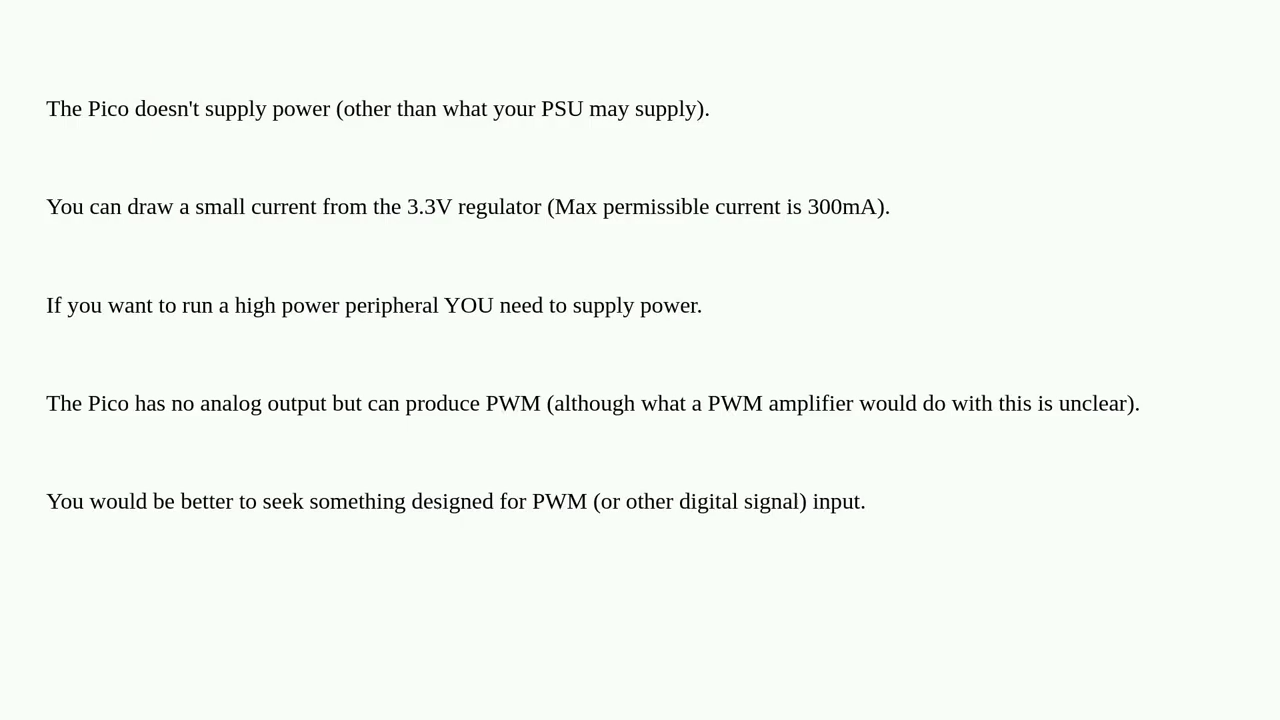 The Pico doesn't supply power (other than what your PSU may supply).
You can draw a small current from the 3.3V regulator (Max permissible current is 300mA).
If you want to run a high power peripheral YOU need to supply power.
The Pico has no analog output but can produce PWM (although what a PWM amplifier would do with this is unclear).
You would be better to seek something designed for PWM (or other digital signal) input.